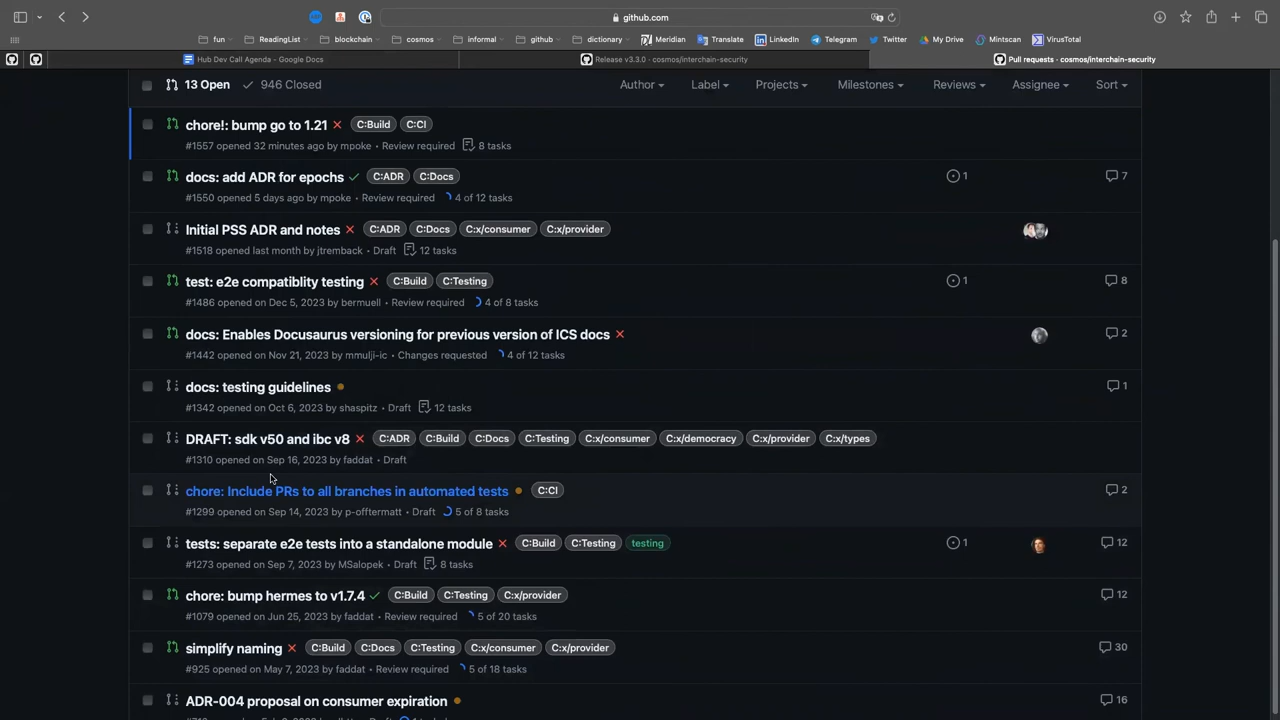 github.com
fun
ReadingList
blockchain
cosmos
informal
github
dictionary
Meridian
Translate
LinkedIn
Telegram
Twitter
My Drive
Mintscan
VirusTotal
Hub Dev Call Agenda - Google Docs
Release v3.3.0 · cosmos/interchain-security
Pull requests · cosmos/interchain-security
13 Open
946 Closed
Author
Label
Projects
Milestones
Reviews
Assignee
Sort
chore!: bump go to 1.21 C:Build C:CI
#1557 opened 32 minutes ago by mpoke • Review required 8 tasks
docs: add ADR for epochs C:ADR C:Docs 1 7
#1550 opened 5 days ago by mpoke • Review required 4 of 12 tasks
Initial PSS ADR and notes C:ADR C:Docs C:x/consumer C:x/provider
#1518 opened last month by jtremback • Draft 12 tasks
test: e2e compatiblity testing C:Build C:Testing 1 8
#1486 opened on Dec 5, 2023 by bermuell • Review required 4 of 8 tasks
docs: Enables Docusaurus versioning for previous version of ICS docs 2
#1442 opened on Nov 21, 2023 by mmulji-ic • Changes requested 4 of 12 tasks
docs: testing guidelines 1
#1342 opened on Oct 6, 2023 by shaspitz • Draft 12 tasks
DRAFT: sdk v50 and ibc v8 C:ADR C:Build C:Docs C:Testing C:x/consumer C:x/democracy C:x/provider C:x/types
#1310 opened on Sep 16, 2023 by faddat • Draft
chore: Include PRs to all branches in automated tests C:CI 2
#1299 opened on Sep 14, 2023 by p-offtermatt • Draft 5 of 8 tasks
tests: separate e2e tests into a standalone module C:Build C:Testing testing 1 12
#1273 opened on Sep 7, 2023 by MSalopek • Draft 8 tasks
chore: bump hermes to v1.7.4 C:Build C:Testing C:x/provider 12
#1079 opened on Jun 25, 2023 by faddat • Review required 5 of 20 tasks
simplify naming C:Build C:Docs C:Testing C:x/consumer C:x/provider 30
#925 opened on May 7, 2023 by faddat • Review required 5 of 18 tasks
ADR-004 proposal on consumer expiration 16